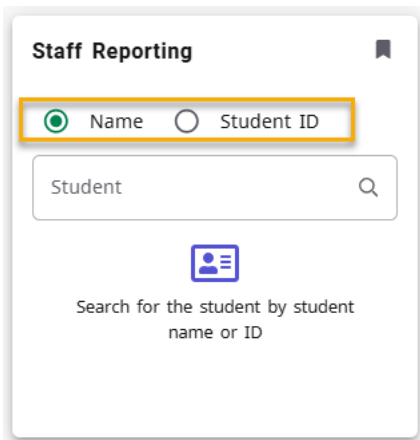 Staff Reporting
Name Student ID
Student
Search for the student by student
name or ID